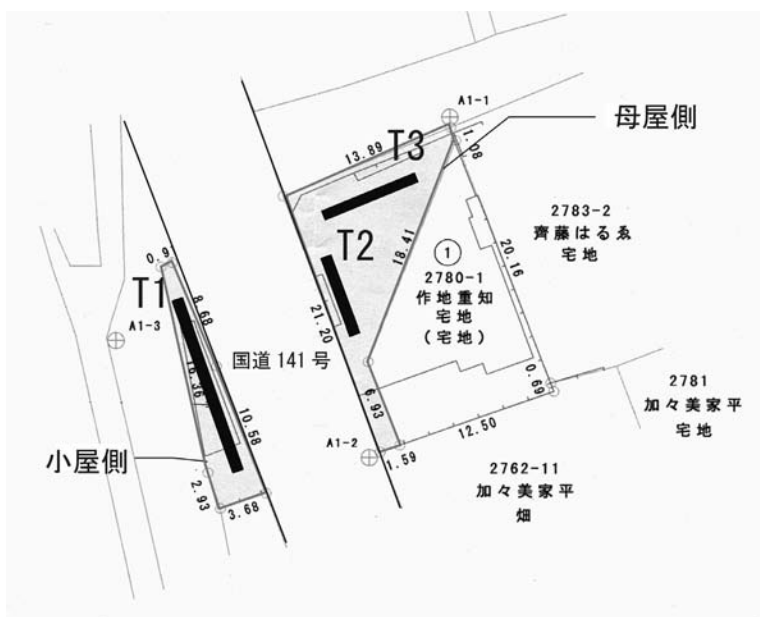 A1-1
母屋側
1.08
13.89
T3
2783-2
齊藤はるゑ
宅地
T2
18.41
①
2780-1
作地重知
宅地
(宅地)
20.16
0.9
T1
8.68
A1-3
21.20
国道 141 号
16.36
0.69
2781
加々美家平
宅地
6.93
10.58
小屋側
A1-2
12.50
1.59
2762-11
加々美家平
畑
2.93
3.68